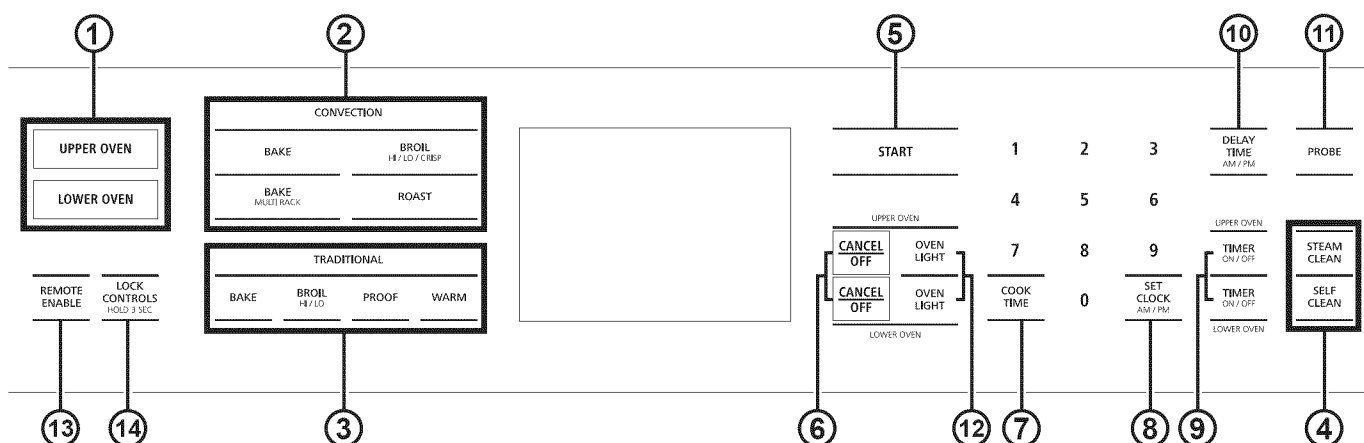 1
2
5
10
11
UPPER OVEN
LOWER OVEN
CONVECTION
BAKE
BROIL
HI / LO / CRISP
BAKE
MULTI RACK
ROAST
TRADITIONAL
BAKE
BROIL
HI / LO
PROOF
WARM
REMOTE
ENABLE
LOCK
CONTROLS
HOLD 3 SEC
START
UPPER OVEN
CANCEL
OFF
OVEN
LIGHT
CANCEL
OFF
OVEN
LIGHT
LOWER OVEN
1 2 3
4 5 6
7 8 9
COOK
TIME
0
SET
CLOCK
AM / PM
DELAY
TIME
AM / PM
PROBE
UPPER OVEN
TIMER
ON / OFF
TIMER
ON / OFF
LOWER OVEN
STEAM
CLEAN
SELF
CLEAN
13
14
3
6
12
7
8
9
4